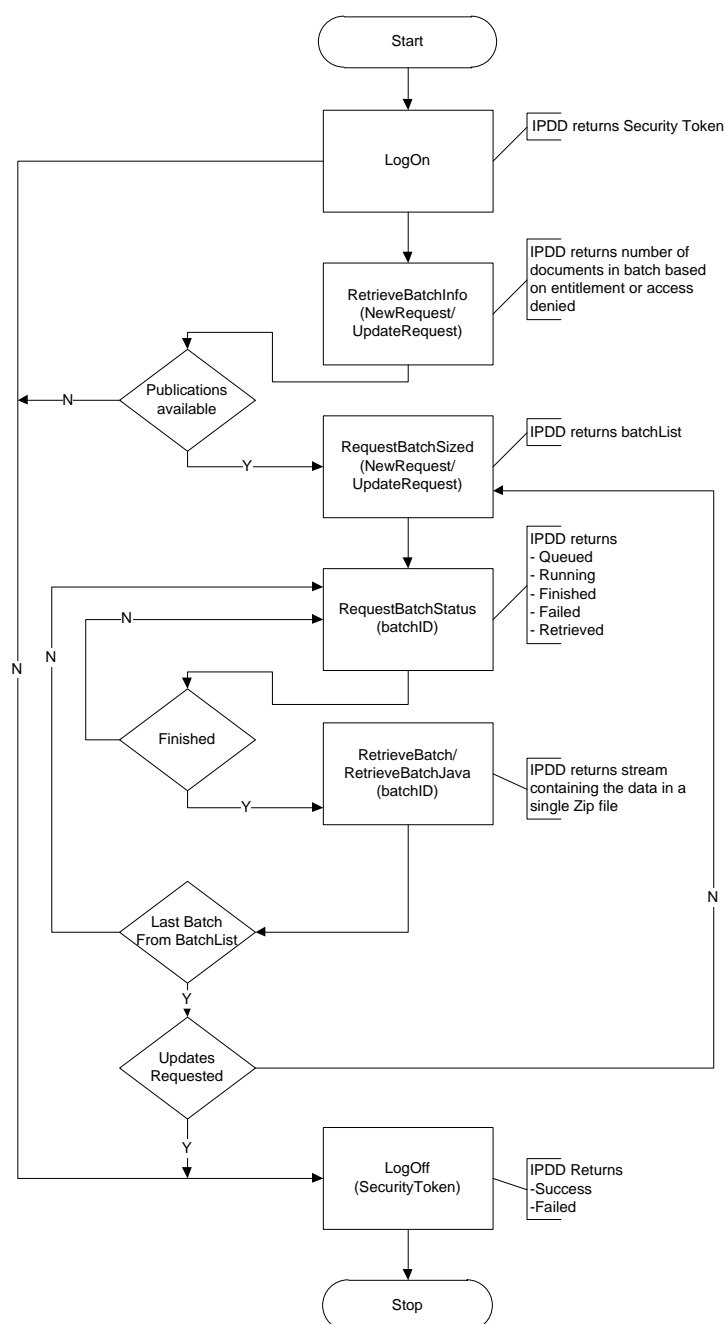 Start
LogOn
IPDD returns Security Token
RetrieveBatchInfo
(NewRequest/
UpdateRequest)
IPDD returns number of
documents in batch based
on entitlement or access
denied
Publications
available
N
Y
RequestBatchSized
(NewRequest/
UpdateRequest)
IPDD returns batchList
RequestBatchStatus
(batchID)
IPDD returns
- Queued
- Running
- Finished
- Failed
- Retrieved
N
N
N
Finished
Y
RetrieveBatch/
RetrieveBatchJava
(batchID)
IPDD returns stream
containing the data in a
single Zip file
Last Batch
From BatchList
N
Y
Updates
Requested
Y
LogOff
(SecurityToken)
IPDD Returns
-Success
-Failed
Stop